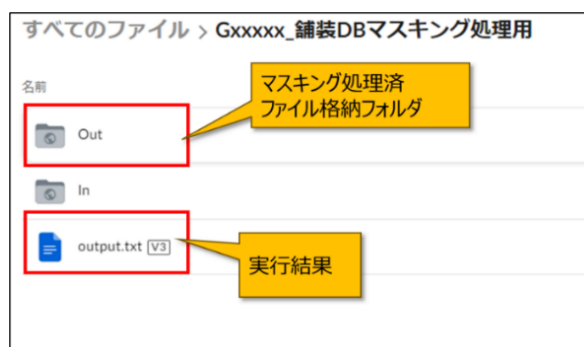 すべてのファイル > Gxxxxx_舗装DBマスキング処理用
名前
マスキング処理済
ファイル格納フォルダ
Out
In
output.txt V3
実行結果